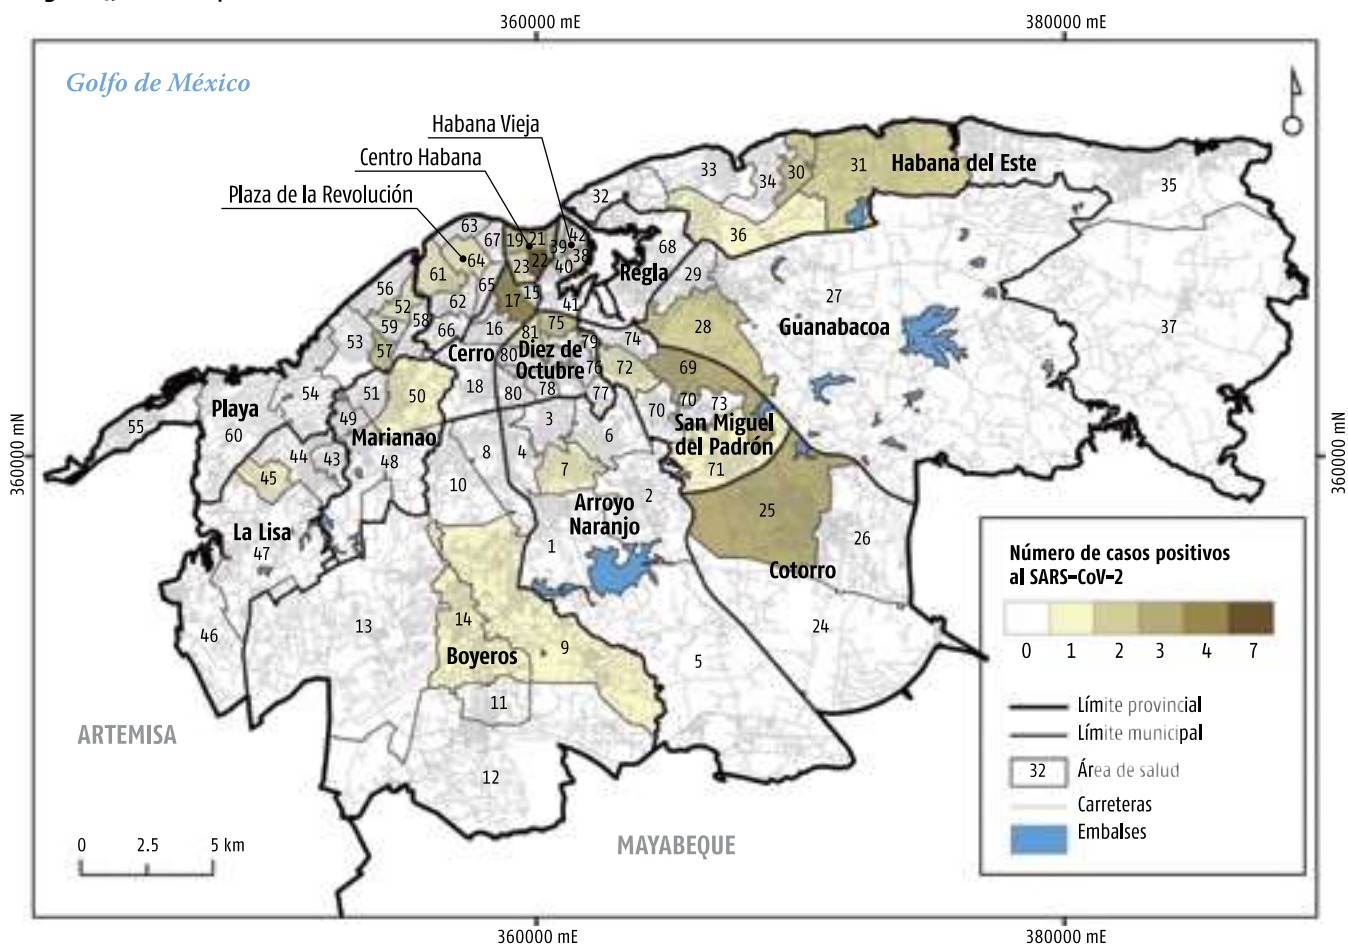 360000 mE 380000 mE
Golfo de México
Habana Vieja
Centro Habana
Plaza de la Revolución
Habana del Este
33
34
30
31
35
32
36
63
67
19
21
39
42
38
68
64
23
22
40
Regla
29
27
37
61
65
15
56
62
17
41
28
Guanabacoa
52
58
59
66
16
75
81
79
74
53
57
Cerro
80
Diez de
Octubre
76
72
69
54
51
50
18
80
78
77
70
70
73
Playa
49
3
San Miguel
del Padrón
55
60
Marianao
6
44
43
48
8
4
7
71
45
10
2
25
Arroyo
Naranjo
La Lisa
47
1
26
Cotorro
46
13
14
9
5
24
Boyeros
11
12
ARTEMISA
MAYABEQUE
360000 mN
360000 mN
0 2.5 5 km
Número de casos positivos
al SARS–CoV–2
0 1 2 3 4 7
Límite provincial
Límite municipal
32 Área de salud
Carreteras
Embalses
360000 mE 380000 mE